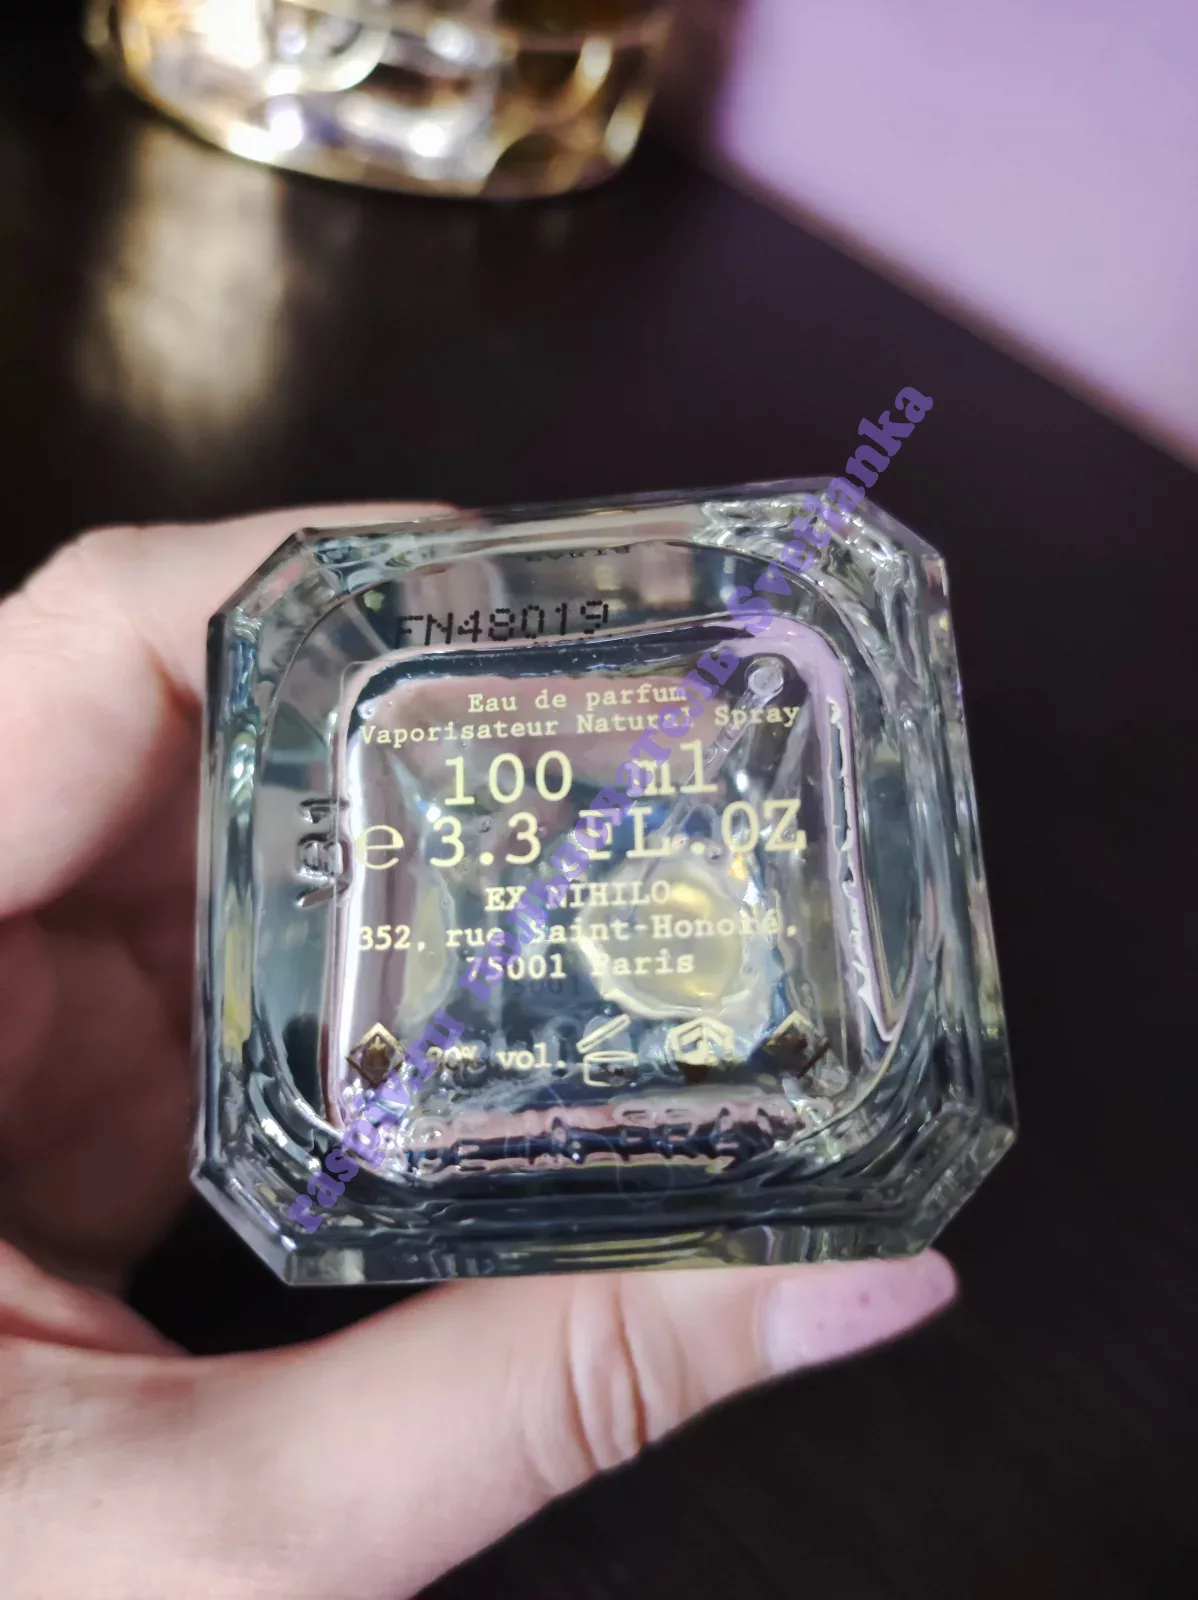 FN48019
Eau de parfum
Vaporisateur Natural Spray
100 ml
e 3.3 FL.OZ
EX NIHILO
352, rue Saint-Honoré,
75001 Paris
vol.
Svetlanka